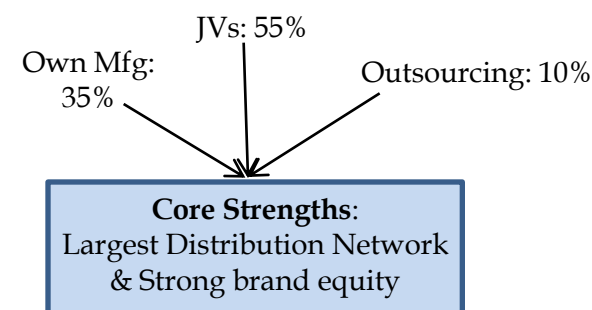 JVs: 55%
Own Mfg:
35%
Outsourcing: 10%
Core Strengths:
Largest Distribution Network
& Strong brand equity